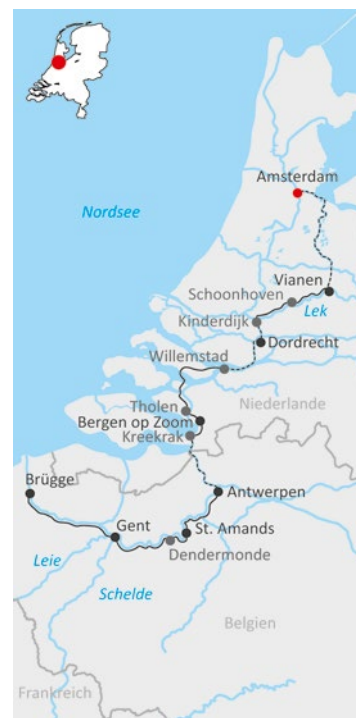 Amsterdam
Nordsee
Vianen
Schoonhoven
Lek
Kinderdijk
Dordrecht
Willemstad
Tholen
Niederlande
Bergen op Zoom
Kreekrak
Brügge
Antwerpen
Gent
St. Amands
Dendermonde
Leie
Schelde
Belgien
Frankreich